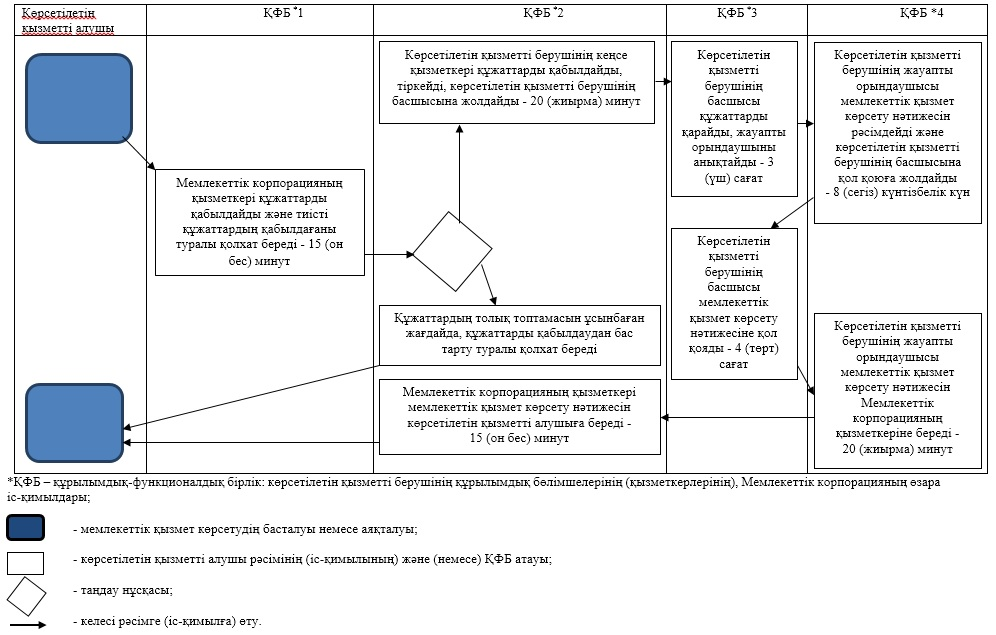 Көрсетілетін
қызметті алушы
ҚФБ *1
ҚФБ *2
ҚФБ *3
ҚФБ *4
Мемлекеттік корпорацияның
қызметкері құжаттарды
қабылдайды және тиісті
құжаттардың қабылдағаны
туралы қолхат береді - 15 (он
бес) минут
Көрсетілетін қызметті берушінің кеңсе
қызметкері құжаттарды қабылдайды,
тіркейді, көрсетілетін қызметті берушінің
басшысына жолдайды - 20 (жиырма) минут
Құжаттардың толық топтамасын ұсынбаған
жағдайда, құжаттарды қабылдаудан бас
тарту туралы қолхат береді
Мемлекеттік корпорацияның қызметкері
мемлекеттік қызмет көрсету нәтижесін
көрсетілетін қызметті алушыға береді -
15 (он бес) минут
Көрсетілетін
қызметті
берушінің
басшысы
құжаттарды
қарайды, жауапты
орындаушыны
анықтайды - 3
(үш) сағат
Көрсетілетін
қызметті
берушінің
басшысы
мемлекеттік
қызмет көрсету
нәтижесіне қол
қояды - 4 (төрт)
сағат
Көрсетілетін қызметті
берушінің жауапты
орындаушысы
мемлекеттік қызмет
көрсету нәтижесін
рәсімдейді және
көрсетілетін қызметті
берушінің басшысына
қол қоюға жолдайды
- 8 (сегіз) күнтізбелік күн
Көрсетілетін қызметті
берушінің жауапты
орындаушысы
мемлекеттік қызмет
көрсету нәтижесін
Мемлекеттік
корпорацияның
қызметкеріне береді -
20 (жиырма) минут
*ҚФБ – құрылымдық-функционалдық бірлік: көрсетілетін қызметті берушінің құрылымдық бөлімшелерінің (қызметкерлерінің), Мемлекеттік корпорацияның өзара
іс-қимылдары;
- мемлекеттік қызмет көрсетудің басталуы немесе аяқталуы;
- көрсетілетін қызметті алушы рәсімінің (іс-қимылының) және (немесе) ҚФБ атауы;
- таңдау нұсқасы;
- келесі рәсімге (іс-қимылға) өту.